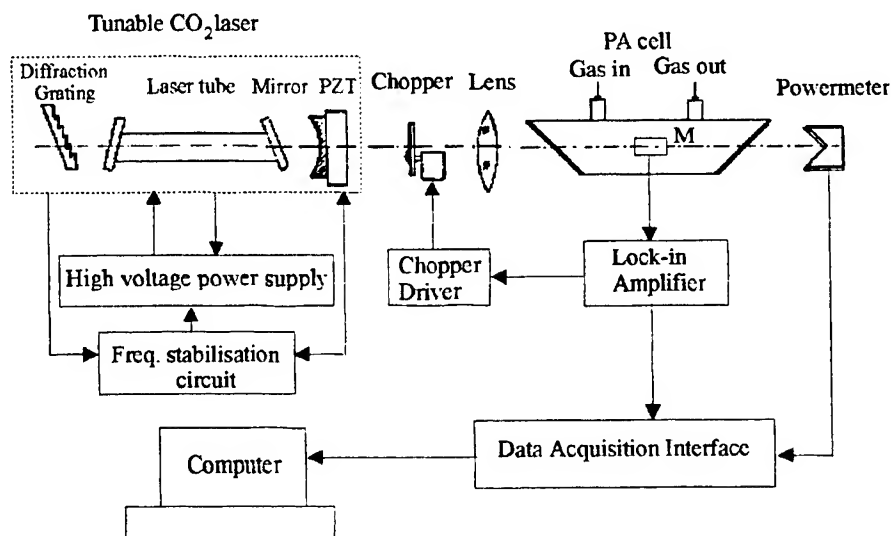 Tunable CO2 laser
Diffraction
Grating
Laser tube
Mirror
PZT
Chopper
Lens
PA cell
Gas in
Gas out
Powermeter
M
High voltage power supply
Chopper
Driver
Lock-in
Amplifier
Freq. stabilisation
circuit
Computer
Data Acquisition Interface